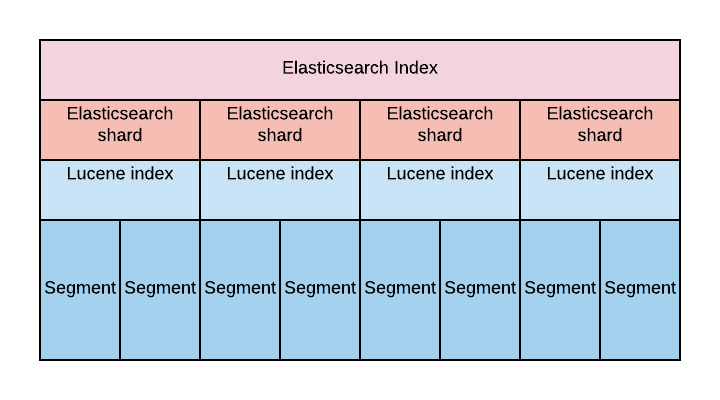 Elasticsearch Index
Elasticsearch
shard
Elasticsearch
shard
Elasticsearch
shard
Elasticsearch
shard
Lucene index
Lucene index
Lucene index
Lucene index
Segment
Segment
Segment
Segment
Segment
Segment
Segment
Segment